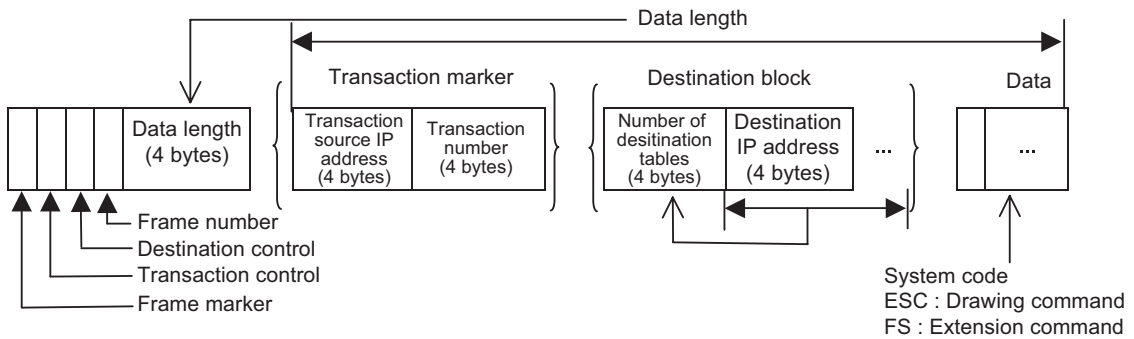 Data length
Transaction marker
Destination block
Data
Data length
(4 bytes)
Transaction
source IP
address
(4 bytes)
Transaction
number
(4 bytes)
Number of
desitination
tables
(4 bytes)
Destination
IP address
(4 bytes)
...
...
Frame number
Destination control
Transaction control
Frame marker
System code
ESC : Drawing command
FS : Extension command